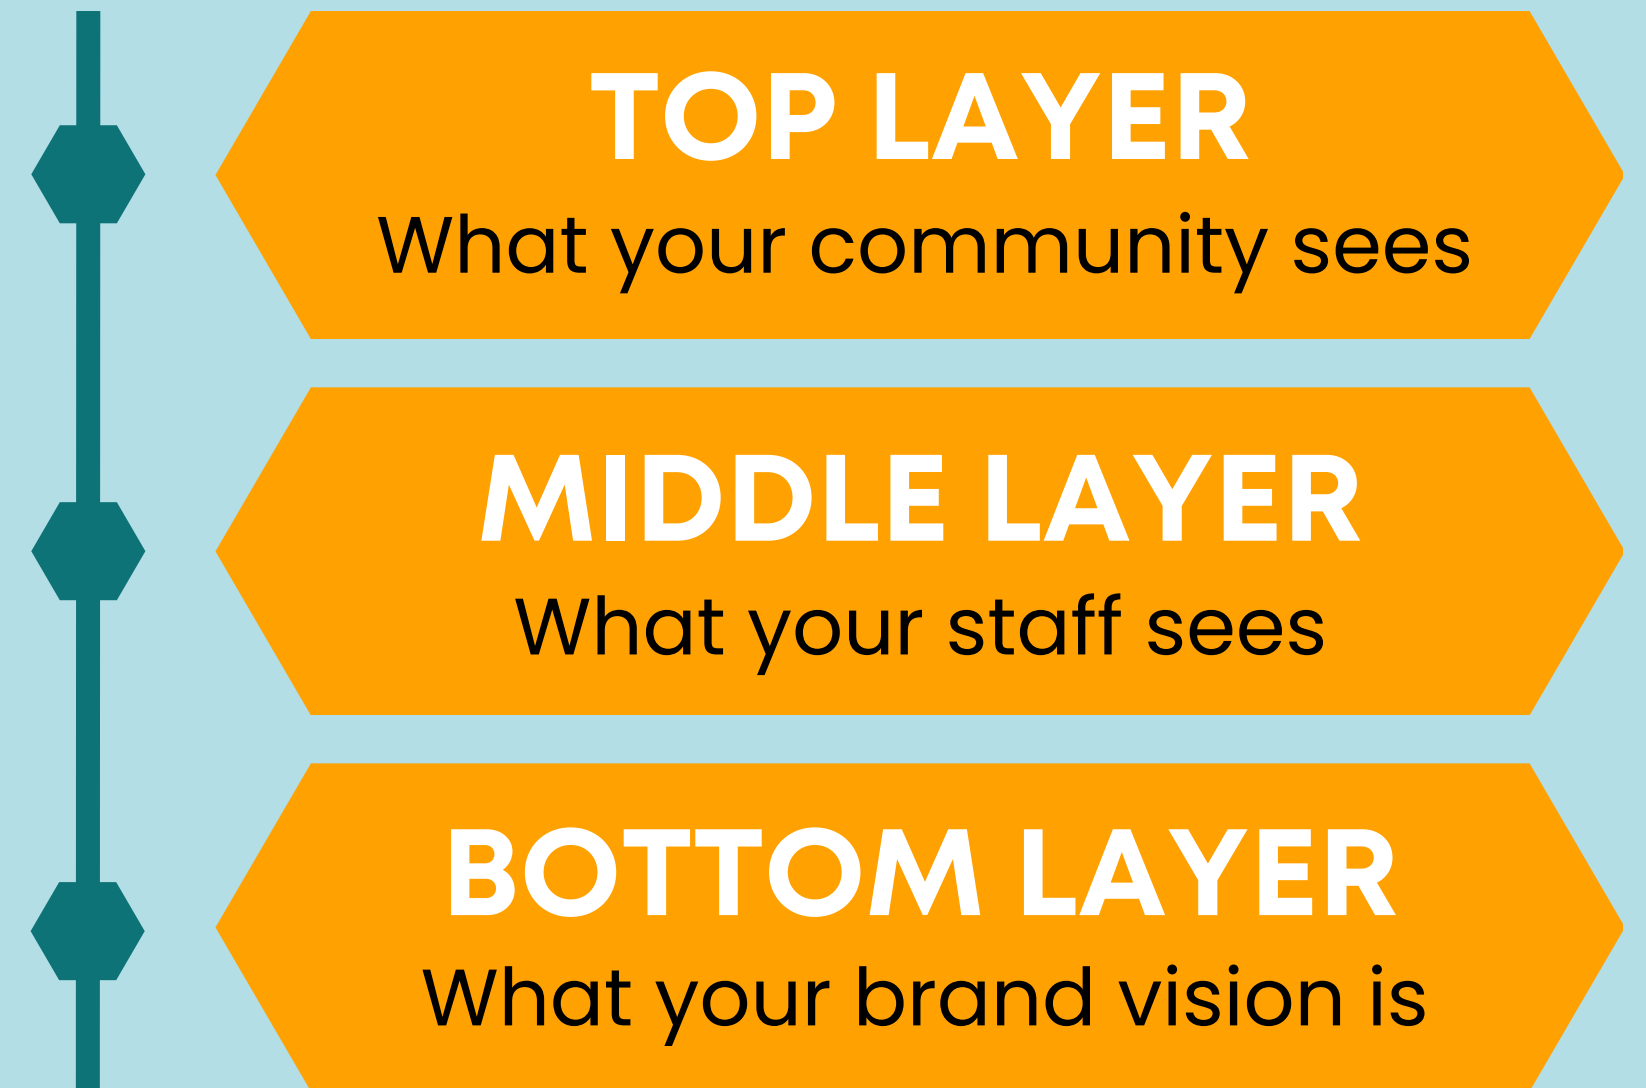 TOP LAYER
What your community sees
MIDDLE LAYER
What your staff sees
BOTTOM LAYER
What your brand vision is